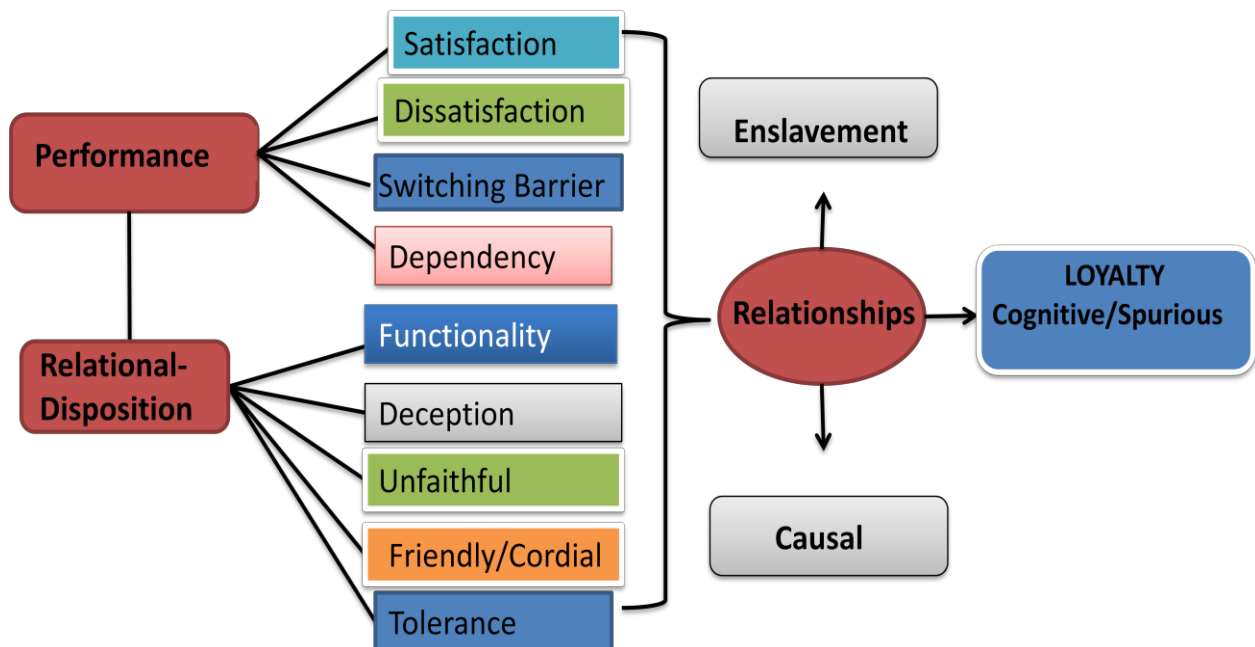 Satisfaction
Dissatisfaction
Performance
Switching Barrier
Dependency
Functionality
Relational-
Disposition
Deception
Unfaithful
Friendly/Cordial
Tolerance
Enslavement
Relationships
LOYALTY
Cognitive/Spurious
Causal